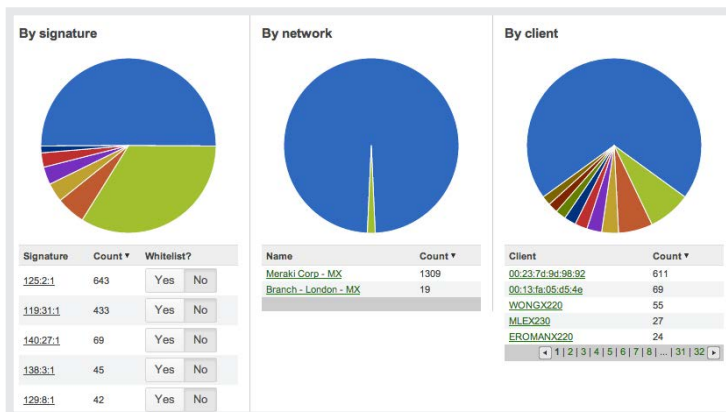 By signature
Signature Count ▼ Whitelist?
125:2:1 643 Yes No
119:31:1 433 Yes No
140:27:1 69 Yes No
138:3:1 45 Yes No
129:8:1 42 Yes No
By network
Name Count ▼
Meraki Corp - MX 1309
Branch - London - MX 19
By client
Client Count ▼
00:23:7d:9d:98:92 611
00:13:fa:05:d5:4e 69
WONGX220 55
MLEX230 27
EROMANX220 24
◂ 1 | 2 | 3 | 4 | 5 | 6 | 7 | 8 | ... | 31 | 32 ▸